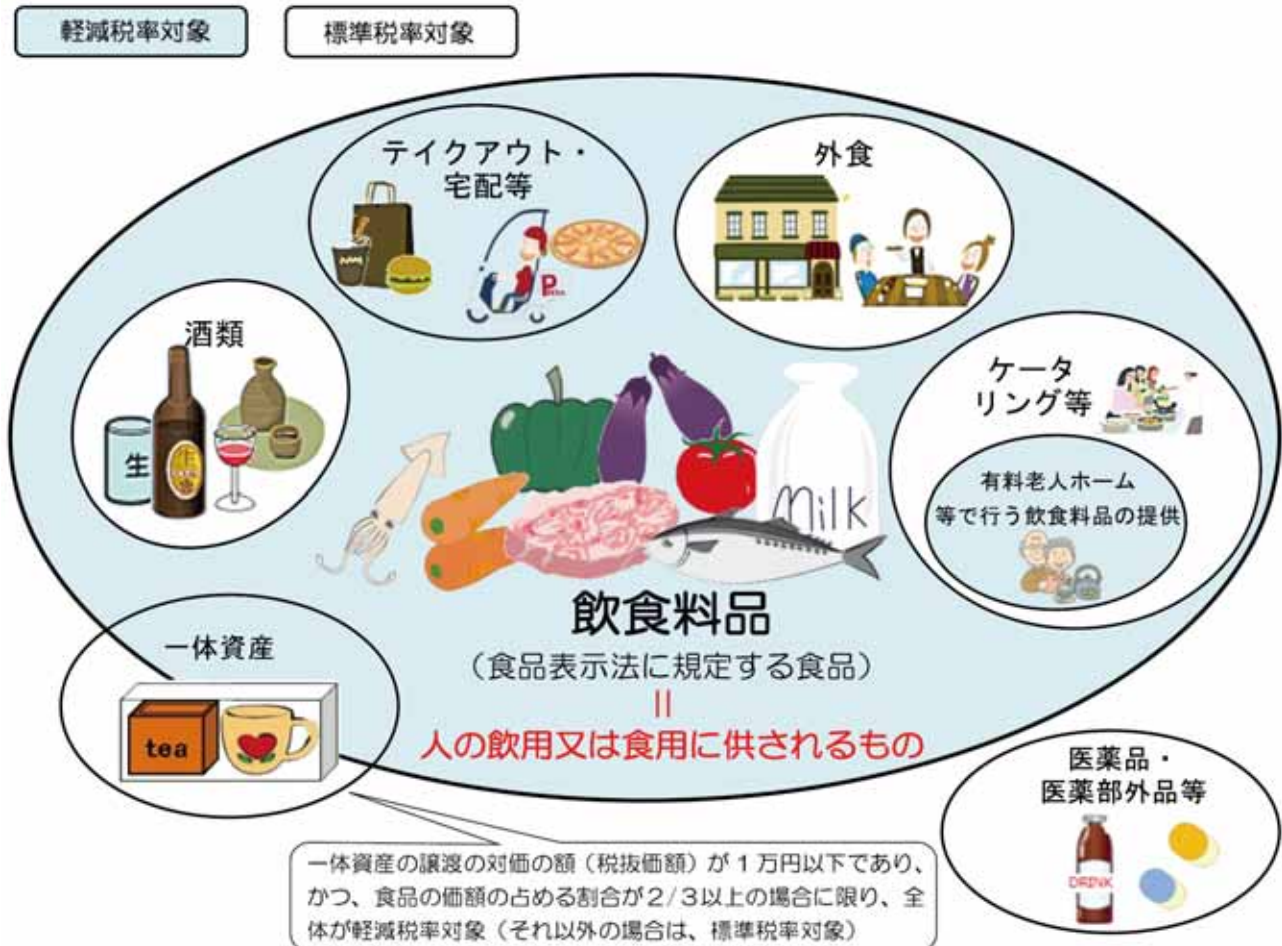 軽減税率対象
標準税率対象
テイクアウト・
宅配等
外食
酒類
生
ケータ
リング等
有料老人ホーム
等で行う飲食料品の提供
Milk
飲食料品
（食品表示法に規定する食品）
＝
人の飲用又は食用に供されるもの
一体資産
tea
医薬品・
医薬部外品等
DRINK
一体資産の譲渡の対価の額（税抜価額）が１万円以下であり、
かつ、食品の価額の占める割合が２/３以上の場合に限り、全
体が軽減税率対象（それ以外の場合は、標準税率対象）